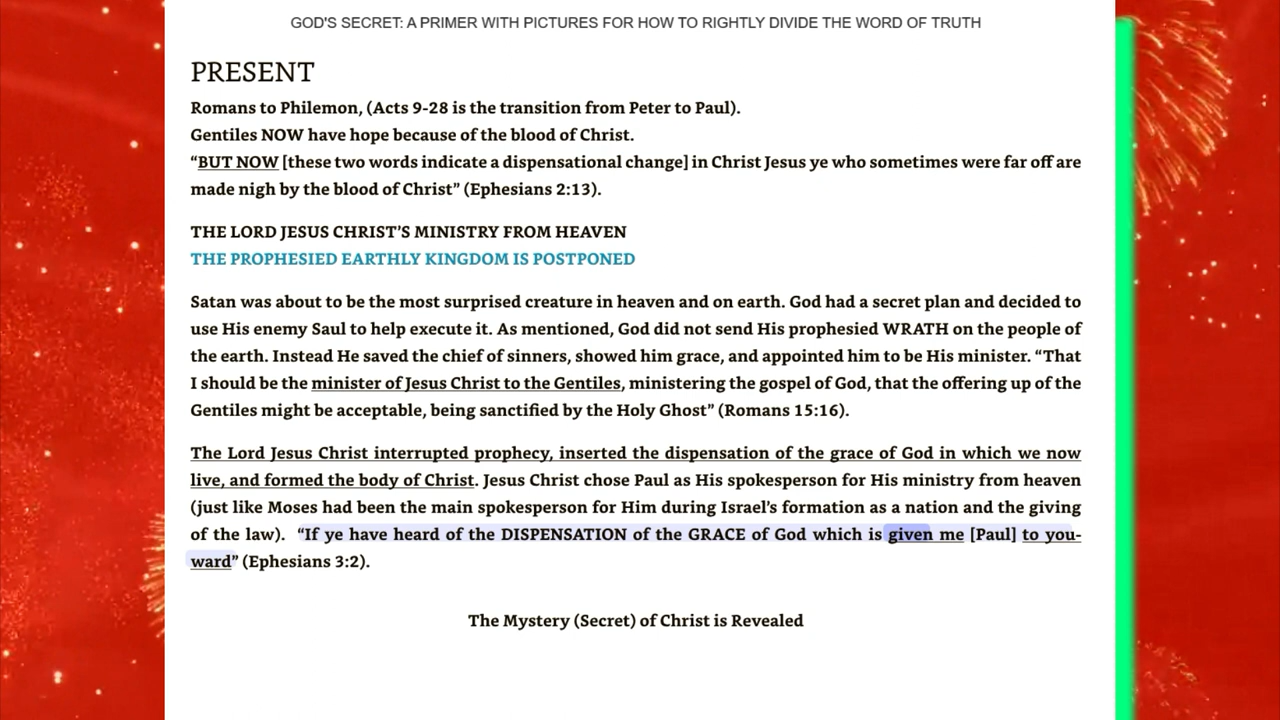 GOD'S SECRET: A PRIMER WITH PICTURES FOR HOW TO RIGHTLY DIVIDE THE WORD OF TRUTH
PRESENT
Romans to Philemon, (Acts 9-28 is the transition from Peter to Paul).
Gentiles NOW have hope because of the blood of Christ.
“BUT NOW [these two words indicate a dispensational change] in Christ Jesus ye who sometimes were far off are
made nigh by the blood of Christ” (Ephesians 2:13).
THE LORD JESUS CHRIST’S MINISTRY FROM HEAVEN
THE PROPHESIED EARTHLY KINGDOM IS POSTPONED
Satan was about to be the most surprised creature in heaven and on earth. God had a secret plan and decided to
use His enemy Saul to help execute it. As mentioned, God did not send His prophesied WRATH on the people of
the earth. Instead He saved the chief of sinners, showed him grace, and appointed him to be His minister. “That
I should be the minister of Jesus Christ to the Gentiles, ministering the gospel of God, that the offering up of the
Gentiles might be acceptable, being sanctified by the Holy Ghost” (Romans 15:16).
The Lord Jesus Christ interrupted prophecy, inserted the dispensation of the grace of God in which we now
live, and formed the body of Christ. Jesus Christ chose Paul as His spokesperson for His ministry from heaven
(just like Moses had been the main spokesperson for Him during Israel’s formation as a nation and the giving
of the law). “If ye have heard of the DISPENSATION of the GRACE of God which is given me [Paul] to you-
ward” (Ephesians 3:2).
The Mystery (Secret) of Christ is Revealed